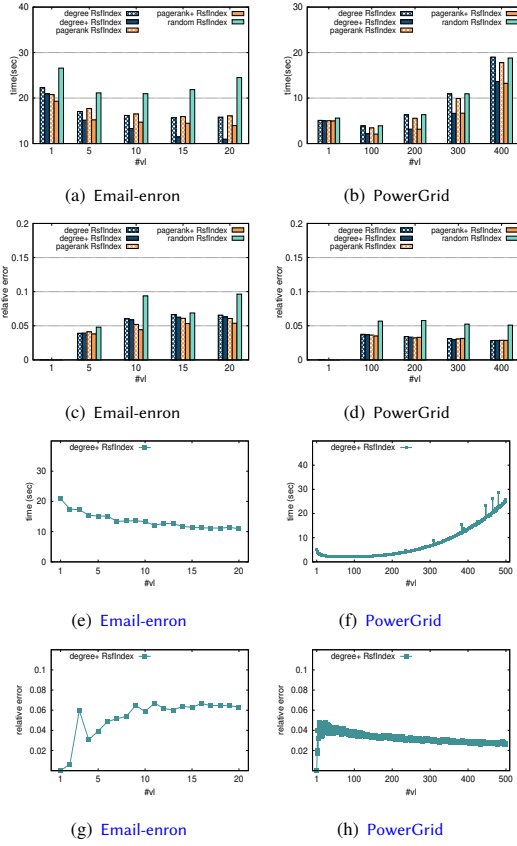 degree RsfIndex
degree+ RsfIndex
pagerank RsfIndex
pagerank+ RsfIndex
random RsfIndex
time(sec)
40
30
20
10
1 5 10 15 20
#vl
(a) Email-enron
degree RsfIndex
degree+ RsfIndex
pagerank RsfIndex
pagerank+ RsfIndex
random RsfIndex
time(sec)
30
20
10
0
1 100 200 300 400
#vl
(b) PowerGrid
degree RsfIndex
degree+ RsfIndex
pagerank RsfIndex
pagerank+ RsfIndex
random RsfIndex
relative error
0.2
0.15
0.1
0.05
0
1 5 10 15 20
#vl
(c) Email-enron
degree RsfIndex
degree+ RsfIndex
pagerank RsfIndex
pagerank+ RsfIndex
random RsfIndex
relative error
0.2
0.15
0.1
0.05
0
1 100 200 300 400
#vl
(d) PowerGrid
degree+ RsfIndex
time (sec)
40
30
20
10
0
1 5 10 15 20
#vl
(e) Email-enron
degree+ RsfIndex
time (sec)
40
30
20
10
0
1 100 200 300 400 500
#vl
(f) PowerGrid
degree+ RsfIndex
relative error
0.12
0.1
0.08
0.06
0.04
0.02
1 5 10 15 20
#vl
(g) Email-enron
degree+ RsfIndex
relative error
0.12
0.1
0.08
0.06
0.04
0.02
1 100 200 300 400 500
#vl
(h) PowerGrid